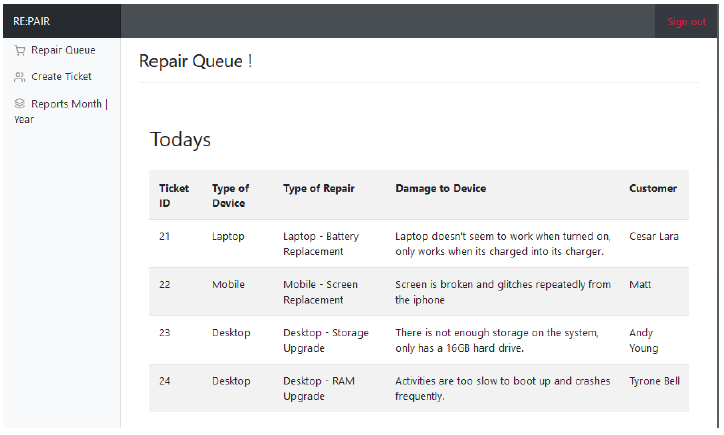 RE:PAIR
Sign out
Repair Queue
Create Ticket
Reports Month |
Year
Repair Queue !
Todays
Ticket ID Type of Device Type of Repair Damage to Device Customer
21 Laptop Laptop - Battery Replacement Laptop doesn't seem to work when turned on, only works when its charged into its charger. Cesar Lara
22 Mobile Mobile - Screen Replacement Screen is broken and glitches repeatedly from the iphone Matt
23 Desktop Desktop - Storage Upgrade There is not enough storage on the system, only has a 16GB hard drive. Andy Young
24 Desktop Desktop - RAM Upgrade Activities are too slow to boot up and crashes frequently. Tyrone Bell